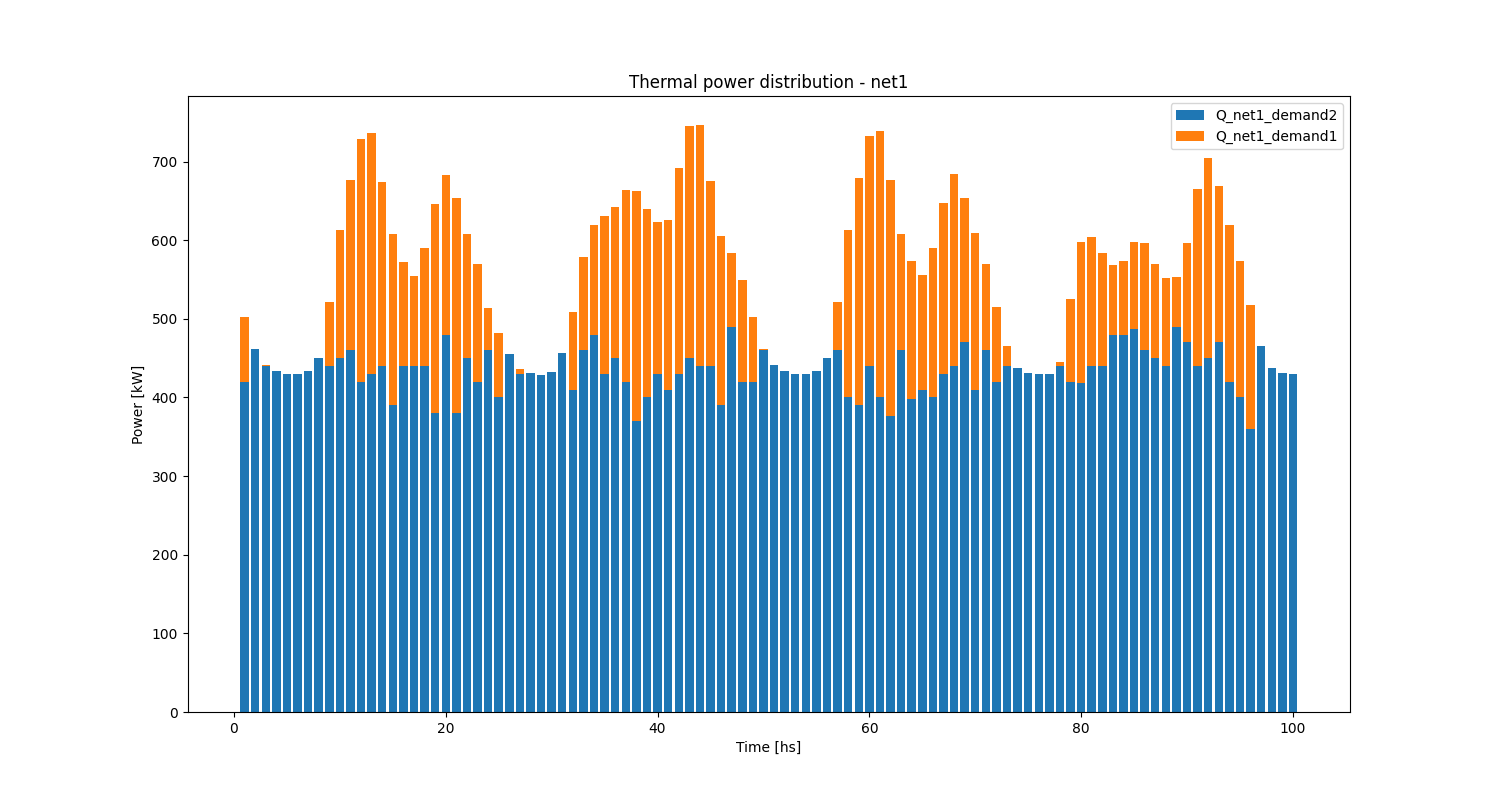 Thermal power distribution - net1
Q_net1_demand2
Q_net1_demand1
Power [kW]
700
600
500
400
300
200
100
0
0 20 40 60 80 100
Time [hs]